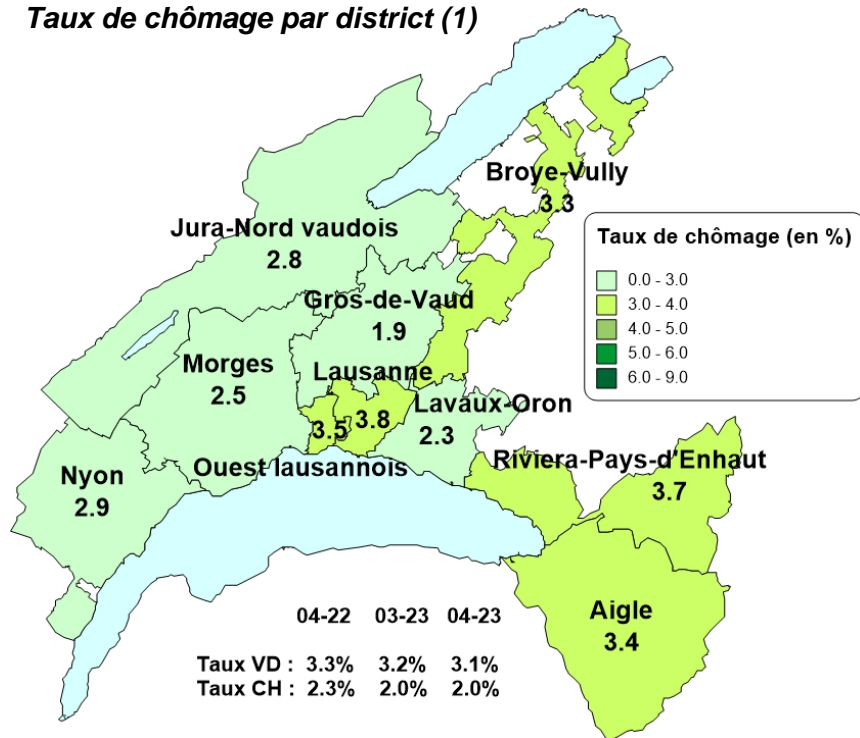 Taux de chômage par district (1)
Broye-Vully
3.3
Jura-Nord vaudois
2.8
Taux de chômage (en %)
0.0 - 3.0
3.0 - 4.0
4.0 - 5.0
5.0 - 6.0
6.0 - 9.0
Gros-de-Vaud
1.9
Morges
2.5
Lausanne
3.8
3.5
Lavaux-Oron
2.3
Ouest lausannois
Riviera-Pays-d'Enhaut
3.7
Nyon
2.9
Aigle
3.4
04-22 03-23 04-23
Taux VD : 3.3% 3.2% 3.1%
Taux CH : 2.3% 2.0% 2.0%